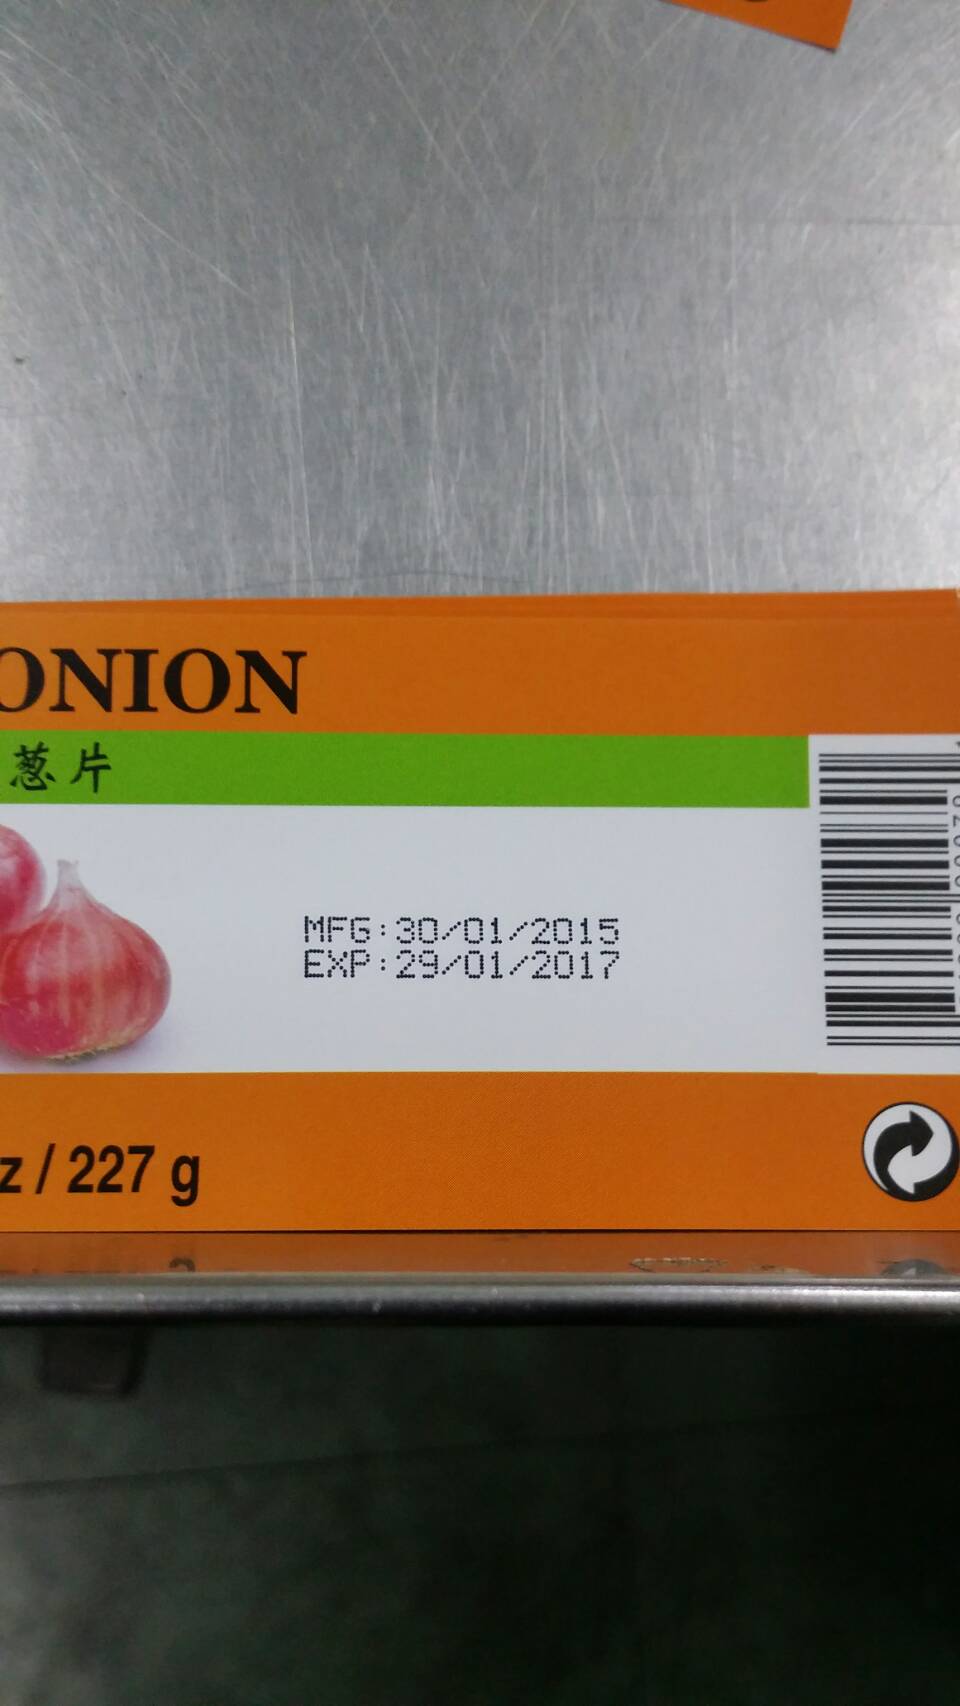 ONION
葱片
MFG:30/01/2015
EXP:29/01/2017
z / 227 g